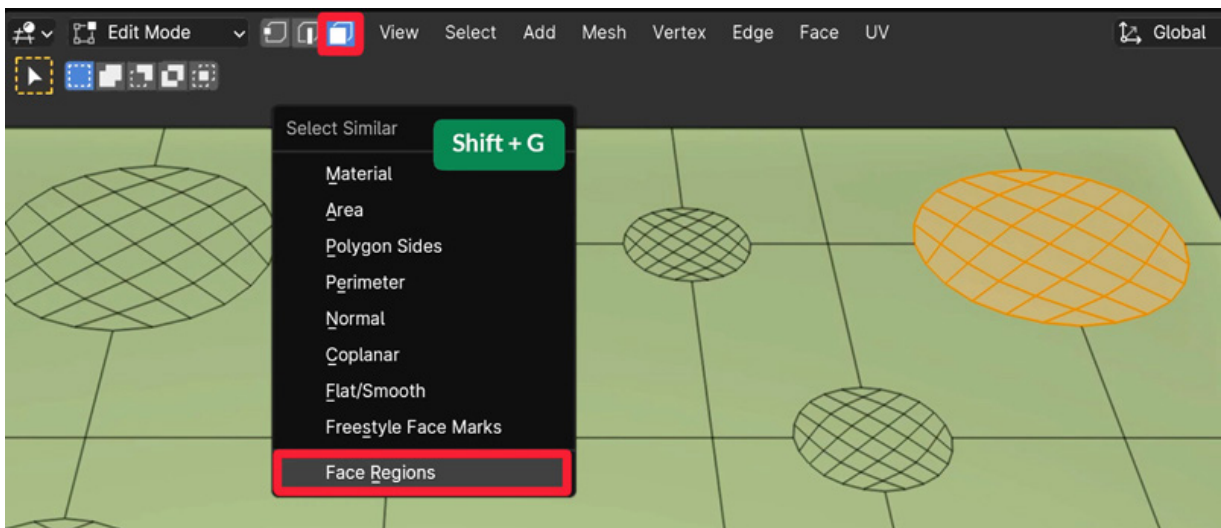 Edit Mode View Select Add Mesh Vertex Edge Face UV Global
Select Similar
Shift + G
Material
Area
Polygon Sides
Perimeter
Normal
Coplanar
Flat/Smooth
Freestyle Face Marks
Face Regions